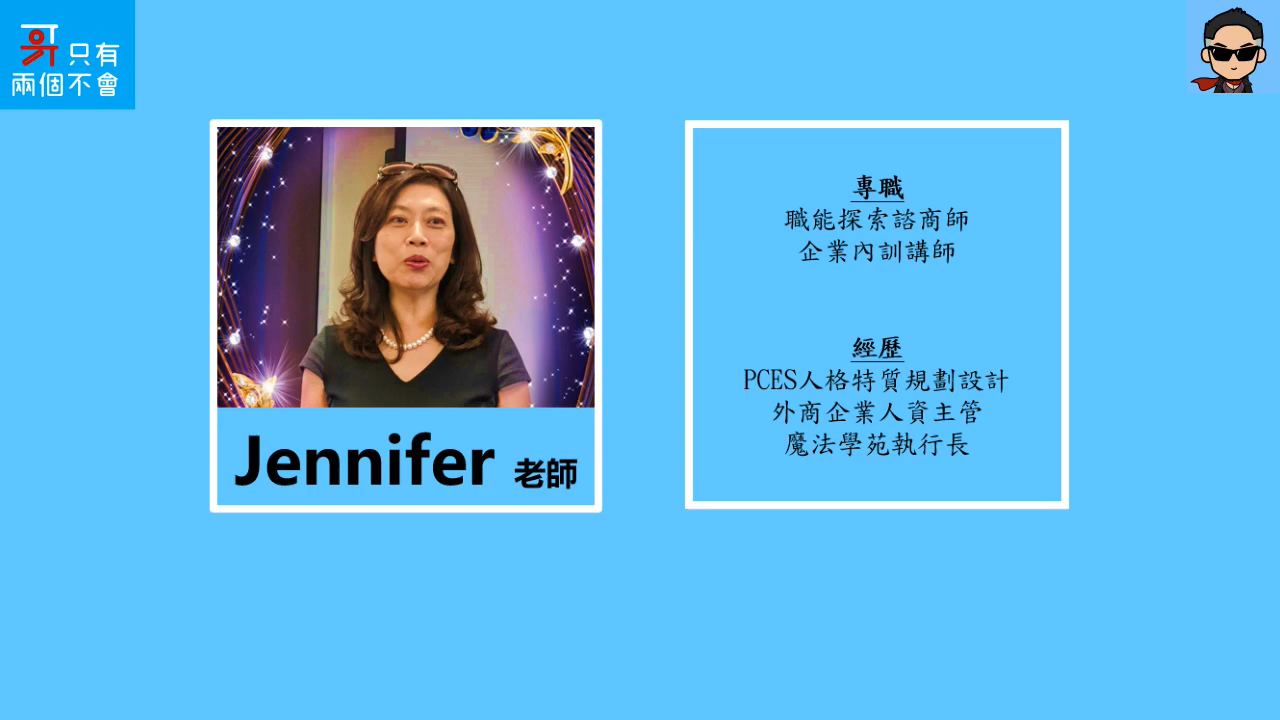 哥只有
兩個不會
Jennifer 老師
專職
職能探索諮商師
企業內訓講師
經歷
PCES人格特質規劃設計
外商企業人資主管
魔法學苑執行長